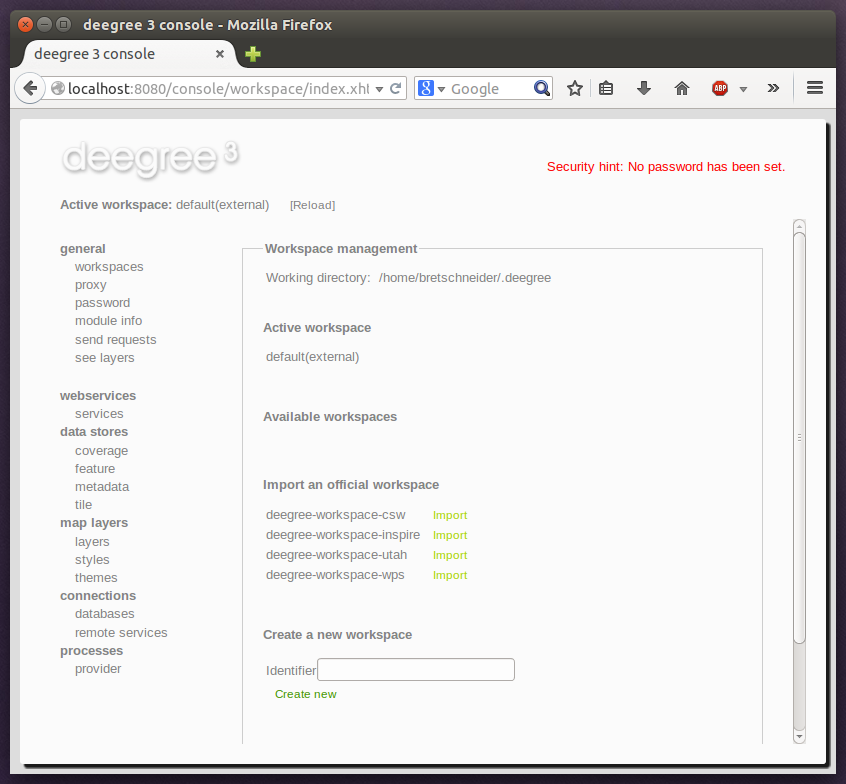 deegree 3 console - Mozilla Firefox
deegree 3 console
localhost:8080/console/workspace/index.xht
8 Google
ABP
deegree 3
Security hint: No password has been set.
Active workspace: default(external) [Reload]
general
workspaces
proxy
password
module info
send requests
see layers
webservices
services
data stores
coverage
feature
metadata
tile
map layers
layers
styles
themes
connections
databases
remote services
processes
provider
Workspace management
Working directory: /home/bretschneider/.deegree
Active workspace
default(external)
Available workspaces
Import an official workspace
deegree-workspace-csw Import
deegree-workspace-inspire Import
deegree-workspace-utah Import
deegree-workspace-wps Import
Create a new workspace
Identifier
Create new